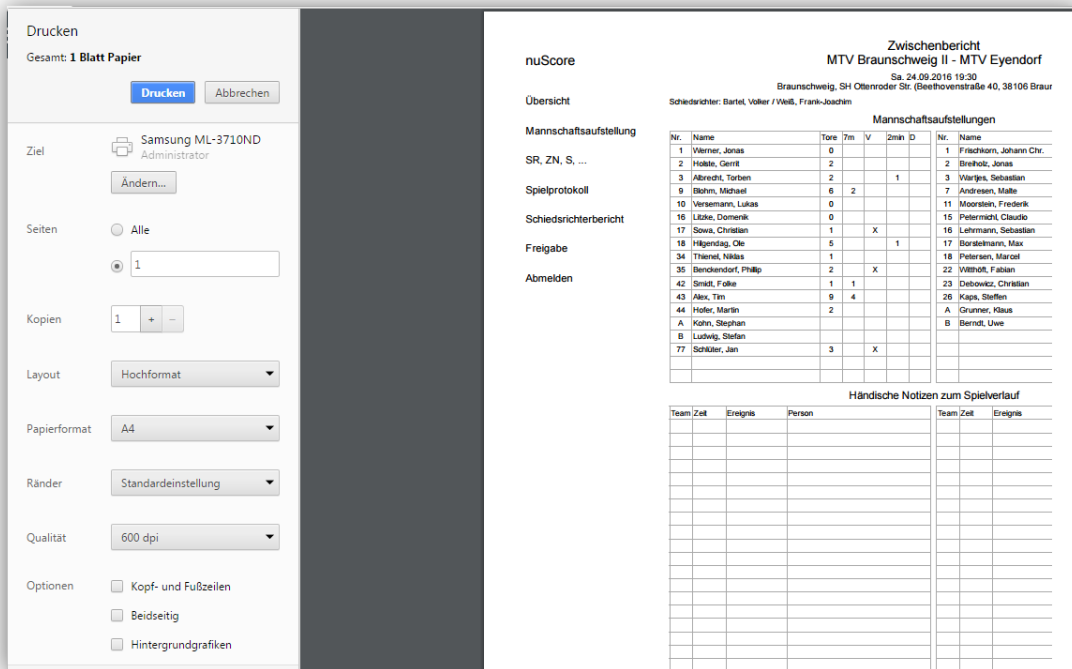 Drucken
Gesamt: 1 Blatt Papier
Drucken Abbrechen
Ziel Samsung ML-3710ND
Administrator
Ändern...
Seiten Alle
1
Kopien 1 + −
Layout Hochformat
Papierformat A4
Ränder Standardeinstellung
Qualität 600 dpi
Optionen Kopf- und Fußzeilen
Beidseitig
Hintergrundgrafiken
nuScore
Übersicht
Mannschaftsaufstellung
SR, ZN, S, ...
Spielprotokoll
Schiedsrichterbericht
Freigabe
Abmelden
Zwischenbericht
MTV Braunschweig II - MTV Eyendorf
Sa. 24.09.2016 19:30
Braunschweig, SH Ottenroder Str. (Beethovenstraße 40, 38106 Braur
Schiedsrichter: Bartel, Volker / Weiß, Frank-Joachim
Mannschaftsaufstellungen
Nr. Name Tore 7m V 2min D Nr. Name
1 Werner, Jonas 0 1 Frischkorn, Johann Chr.
2 Holste, Gerrit 2 2 Breiholz, Jonas
3 Albrecht, Torben 2 1 3 Wartjes, Sebastian
9 Blohm, Michael 6 2 7 Andresen, Malte
10 Versemann, Lukas 0 11 Moorstein, Frederik
16 Litzke, Domenik 0 15 Petermichl, Claudio
17 Sowa, Christian 1 X 16 Lehrmann, Sebastian
18 Hilgendag, Ole 5 1 17 Borstelmann, Max
34 Thienel, Niklas 1 18 Petersen, Marcel
35 Benckendorf, Phillip 2 X 22 Witthöft, Fabian
42 Smidt, Folke 1 1 23 Debowicz, Christian
43 Alex, Tim 9 4 26 Kaps, Steffen
44 Hofer, Martin 2 A Grunner, Klaus
A Kohn, Stephan B Berndt, Uwe
B Ludwig, Stefan
77 Schlüter, Jan 3 X
Händische Notizen zum Spielverlauf
Team Zeit Ereignis Person Team Zeit Ereignis